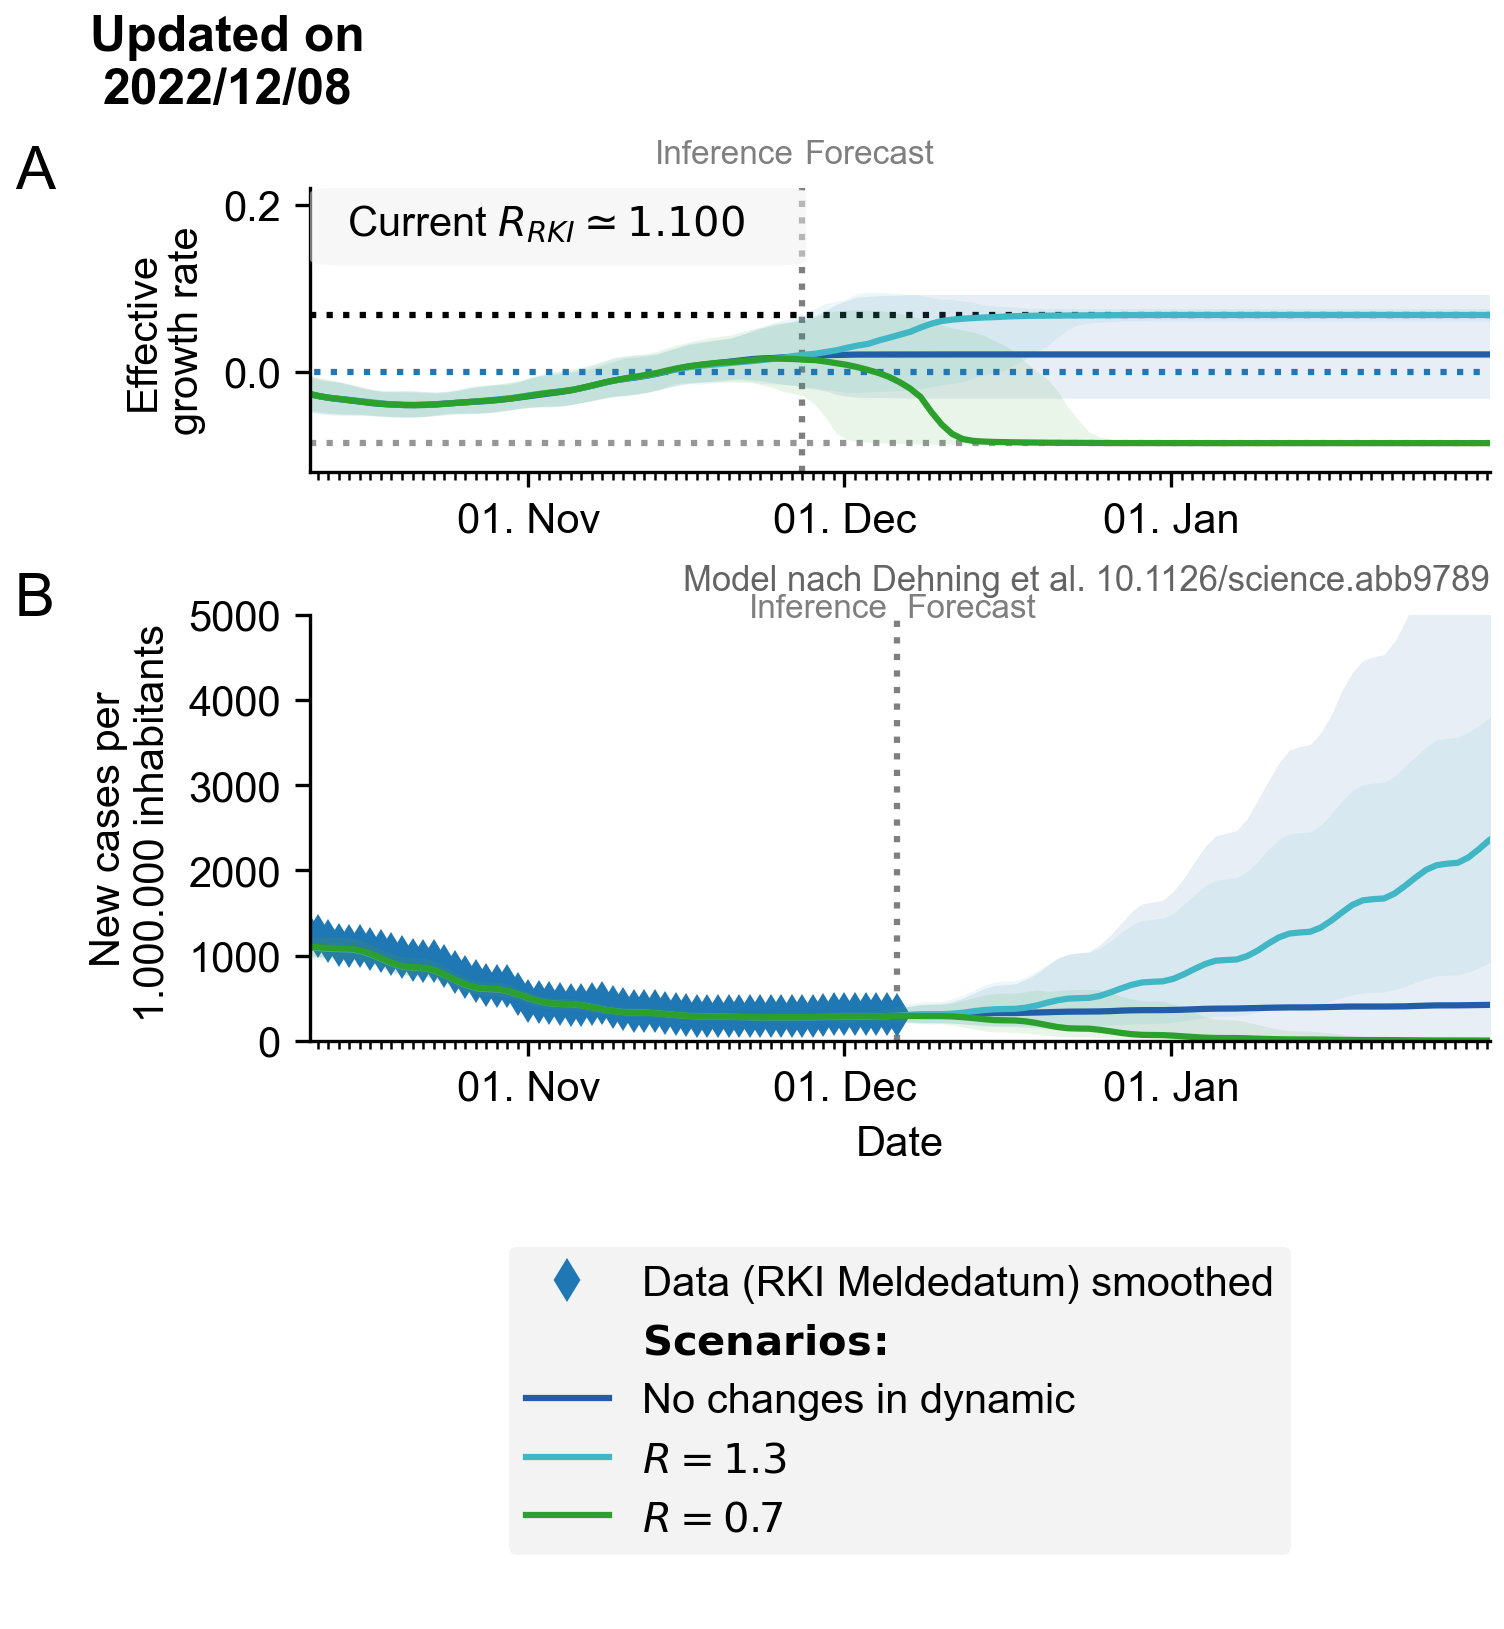 Updated on
2022/12/08
A
Inference Forecast
Current R_RKI ≃ 1.100
Effective
growth rate
0.2
0.0
01. Nov
01. Dec
01. Jan
B
Model nach Dehning et al. 10.1126/science.abb9789
Inference Forecast
New cases per
1.000.000 inhabitants
5000
4000
3000
2000
1000
0
01. Nov
01. Dec
01. Jan
Date
Data (RKI Meldedatum) smoothed
Scenarios:
No changes in dynamic
R = 1.3
R = 0.7